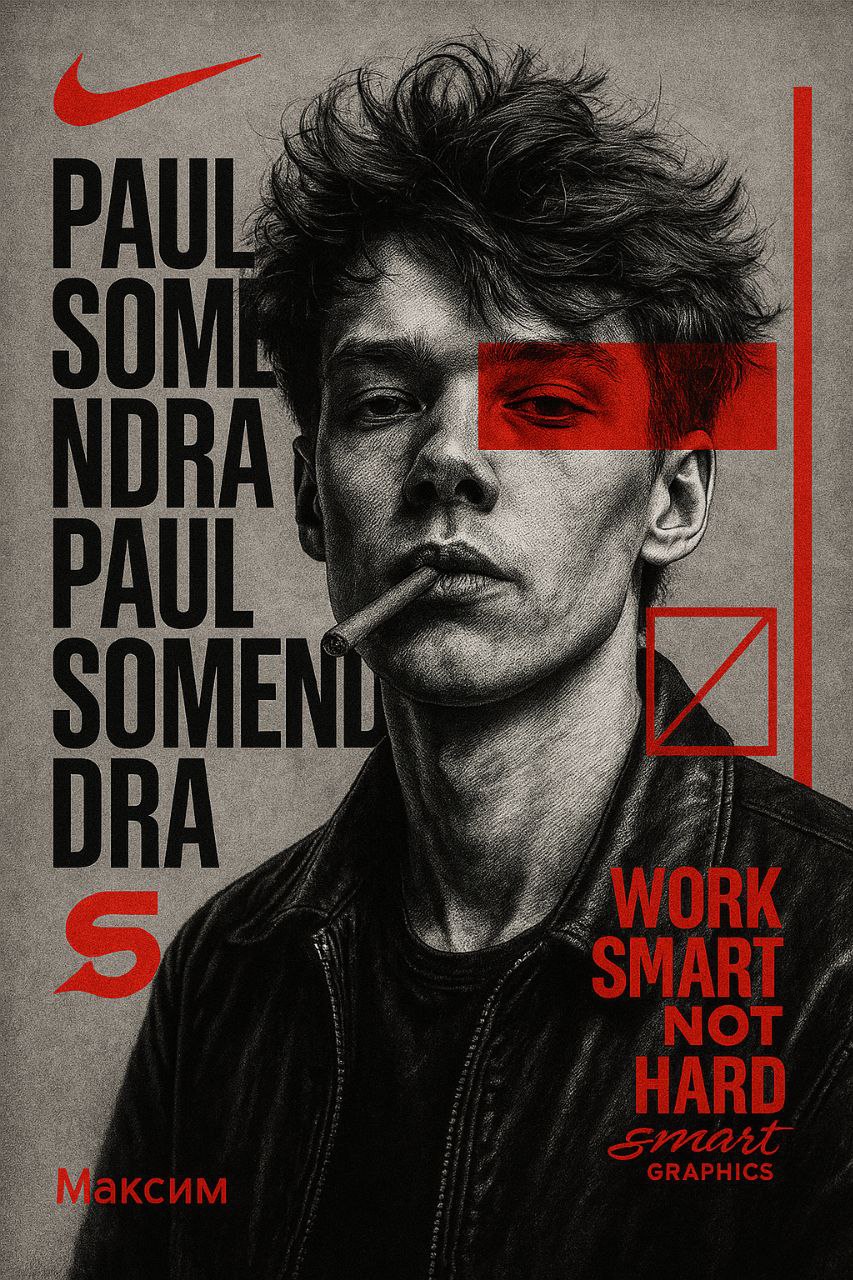 PAUL
SOME
NDRA
PAUL
SOMEND
DRA
S
WORK
SMART
NOT
HARD
smart
GRAPHICS
Максим